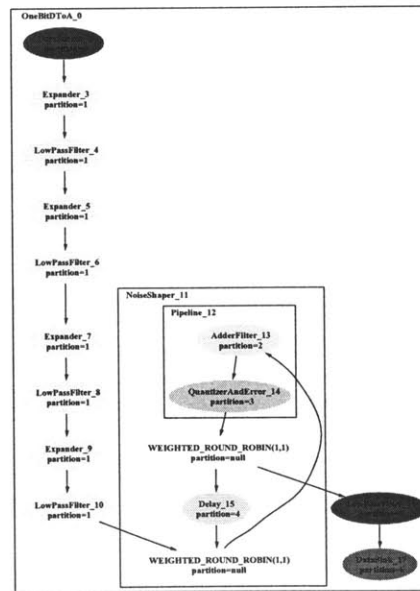 OneBitDToA_0
Expander_3
partition=1
LowPassFilter_4
partition=1
Expander_5
partition=1
LowPassFilter_6
partition=1
Expander_7
partition=1
LowPassFilter_8
partition=1
Expander_9
partition=1
LowPassFilter_10
partition=1
NoiseShaper_11
Pipeline_12
AdderFilter_13
partition=2
QuantizerAndError_14
partition=3
WEIGHTED_ROUND_ROBIN(1,1)
partition=null
Delay_15
partition=4
WEIGHTED_ROUND_ROBIN(1,1)
partition=null
DataSink_17